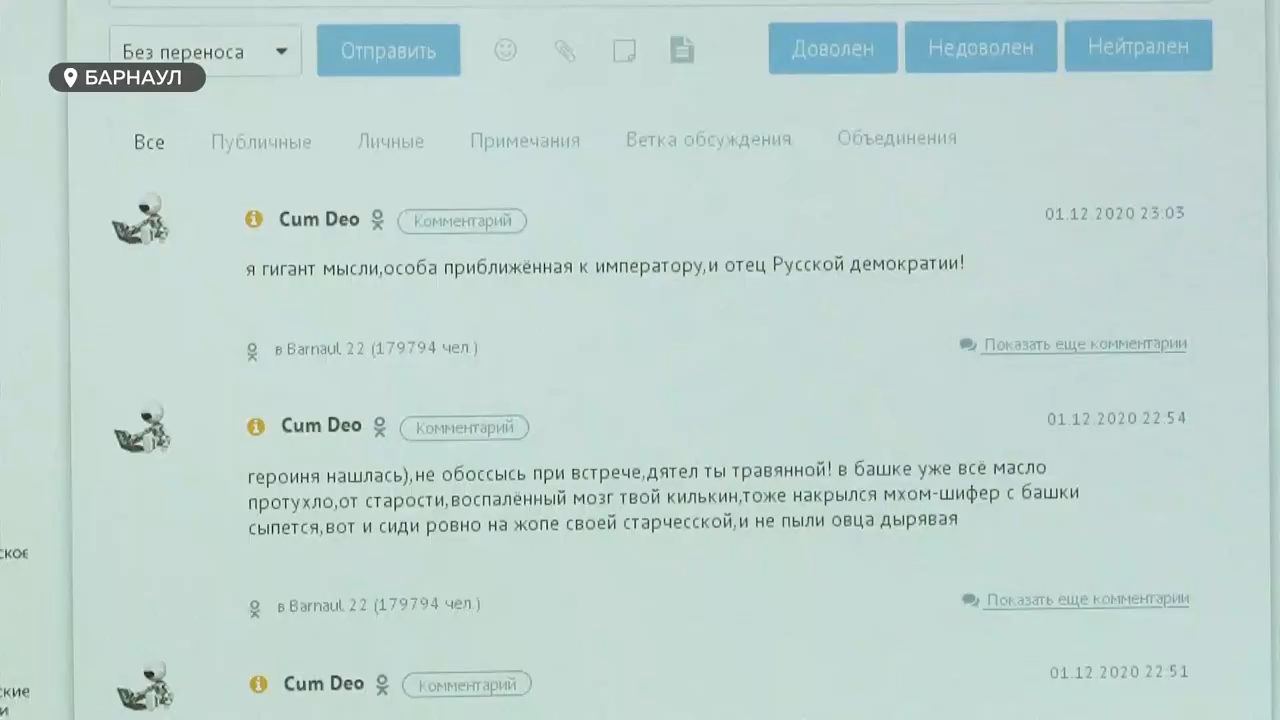 Без переноса
Отправить
Доволен
Недоволен
Нейтрален
БАРНАУЛ
Все
Публичные
Личные
Примечания
Ветка обсуждения
Объединения
Cum Deo
Комментарий
01.12 2020 23:03
я гигант мысли,особа приближённая к императору,и отец Русской демократии!
в Barnaul 22 (179794 чел.)
Показать еще комментарии
Cum Deo
Комментарий
01.12 2020 22:54
героиня нашлась),не обоссысь при встрече,дятел ты травянной! в башке уже всё масло
протухло,от старости,воспалённый мозг твой килькин,тоже накрылся мхом-шифер с башки
сыпется,вот и сиди ровно на жопе своей старчесской,и не пыли овца дырявая
ское
в Barnaul 22 (179794 чел.)
Показать еще комментарии
Cum Deo
Комментарий
01.12 2020 22:51
ские
и